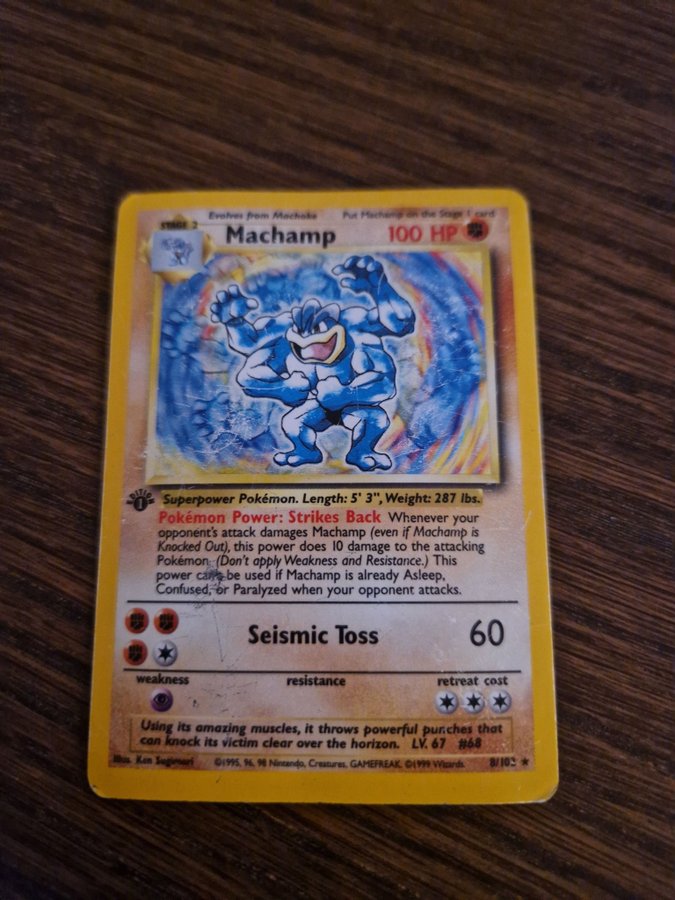 Evolves from Machoke Put Machamp on the Stage 1 card
STAGE 2
Machamp 100 HP
EDITION 1
Superpower Pokémon. Length: 5' 3", Weight: 287 lbs.
Pokémon Power: Strikes Back Whenever your
opponent's attack damages Machamp (even if Machamp is
Knocked Out), this power does 10 damage to the attacking
Pokémon. (Don't apply Weakness and Resistance.) This
power can't be used if Machamp is already Asleep,
Confused, or Paralyzed when your opponent attacks.
Seismic Toss 60
weakness resistance retreat cost
Using its amazing muscles, it throws powerful punches that
can knock its victim clear over the horizon. LV. 67 #68
Illus. Ken Sugimori ©1995, 96, 98 Nintendo, Creatures, GAMEFREAK. ©1999 Wizards. 8/102 ★